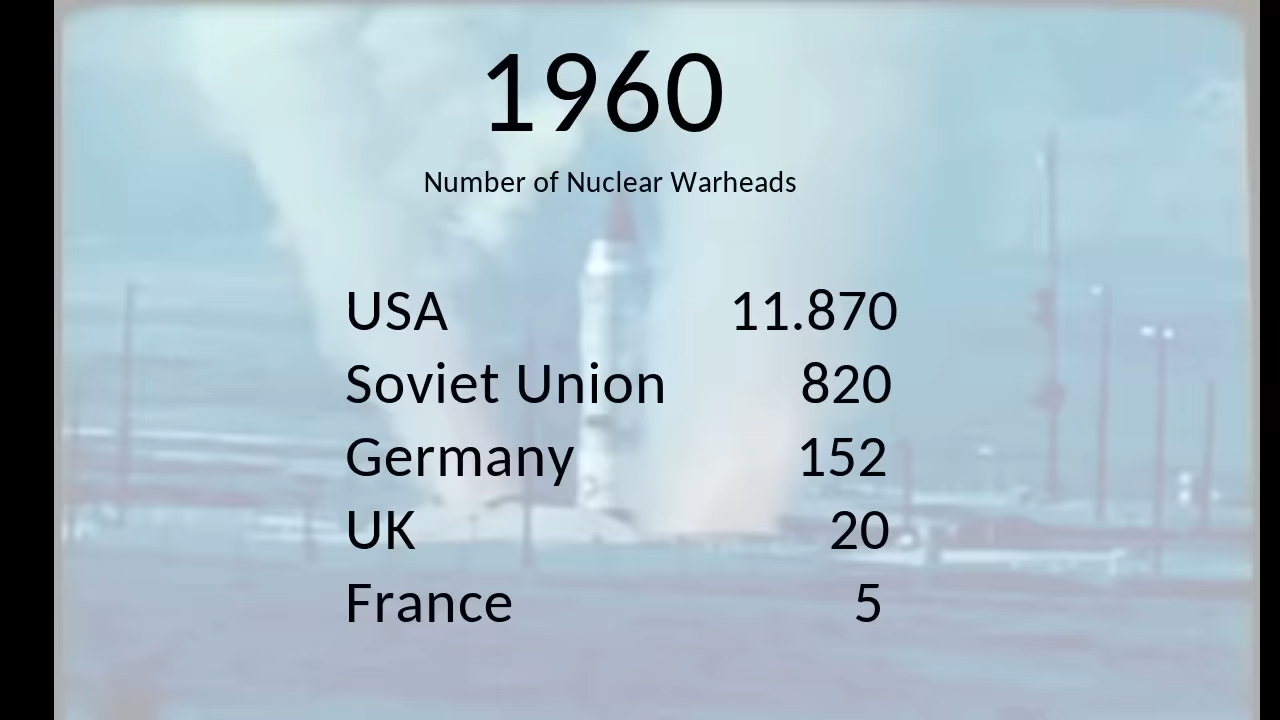 1960
Number of Nuclear Warheads
USA 11.870
Soviet Union 820
Germany 152
UK 20
France 5